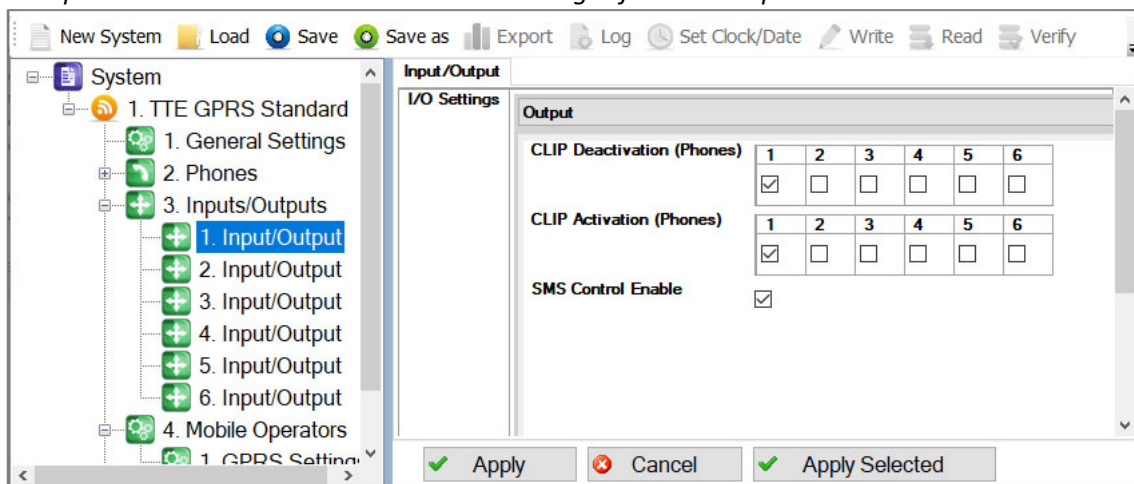 New System Load Save Save as Export Log Set Clock/Date Write Read Verify
System
1. TTE GPRS Standard
1. General Settings
2. Phones
3. Inputs/Outputs
1. Input/Output
2. Input/Output
3. Input/Output
4. Input/Output
5. Input/Output
6. Input/Output
4. Mobile Operators
1. GPRS Setting
Input/Output
I/O Settings
Output
CLIP Deactivation (Phones) 1 2 3 4 5 6
CLIP Activation (Phones) 1 2 3 4 5 6
SMS Control Enable
Apply Cancel Apply Selected